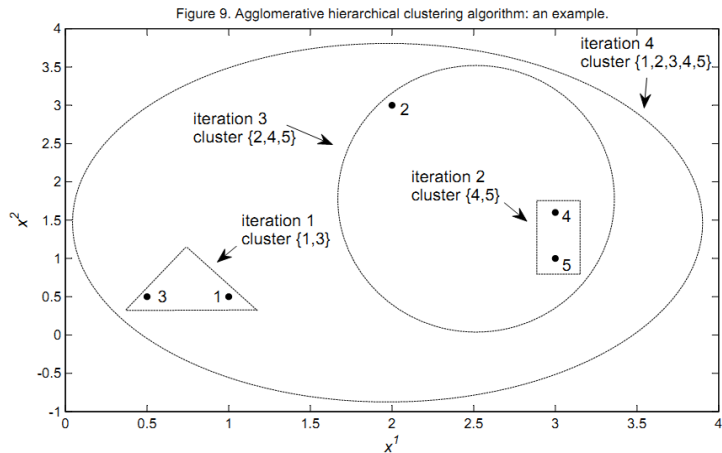 Figure 9. Agglomerative hierarchical clustering algorithm: an example.
iteration 4
cluster {1,2,3,4,5}
iteration 3
cluster {2,4,5}
iteration 2
cluster {4,5}
iteration 1
cluster {1,3}
2
4
5
3
1
4
3.5
3
2.5
2
1.5
1
0.5
0
-0.5
-1
x²
0
0.5
1
1.5
2
2.5
3
3.5
4
x¹